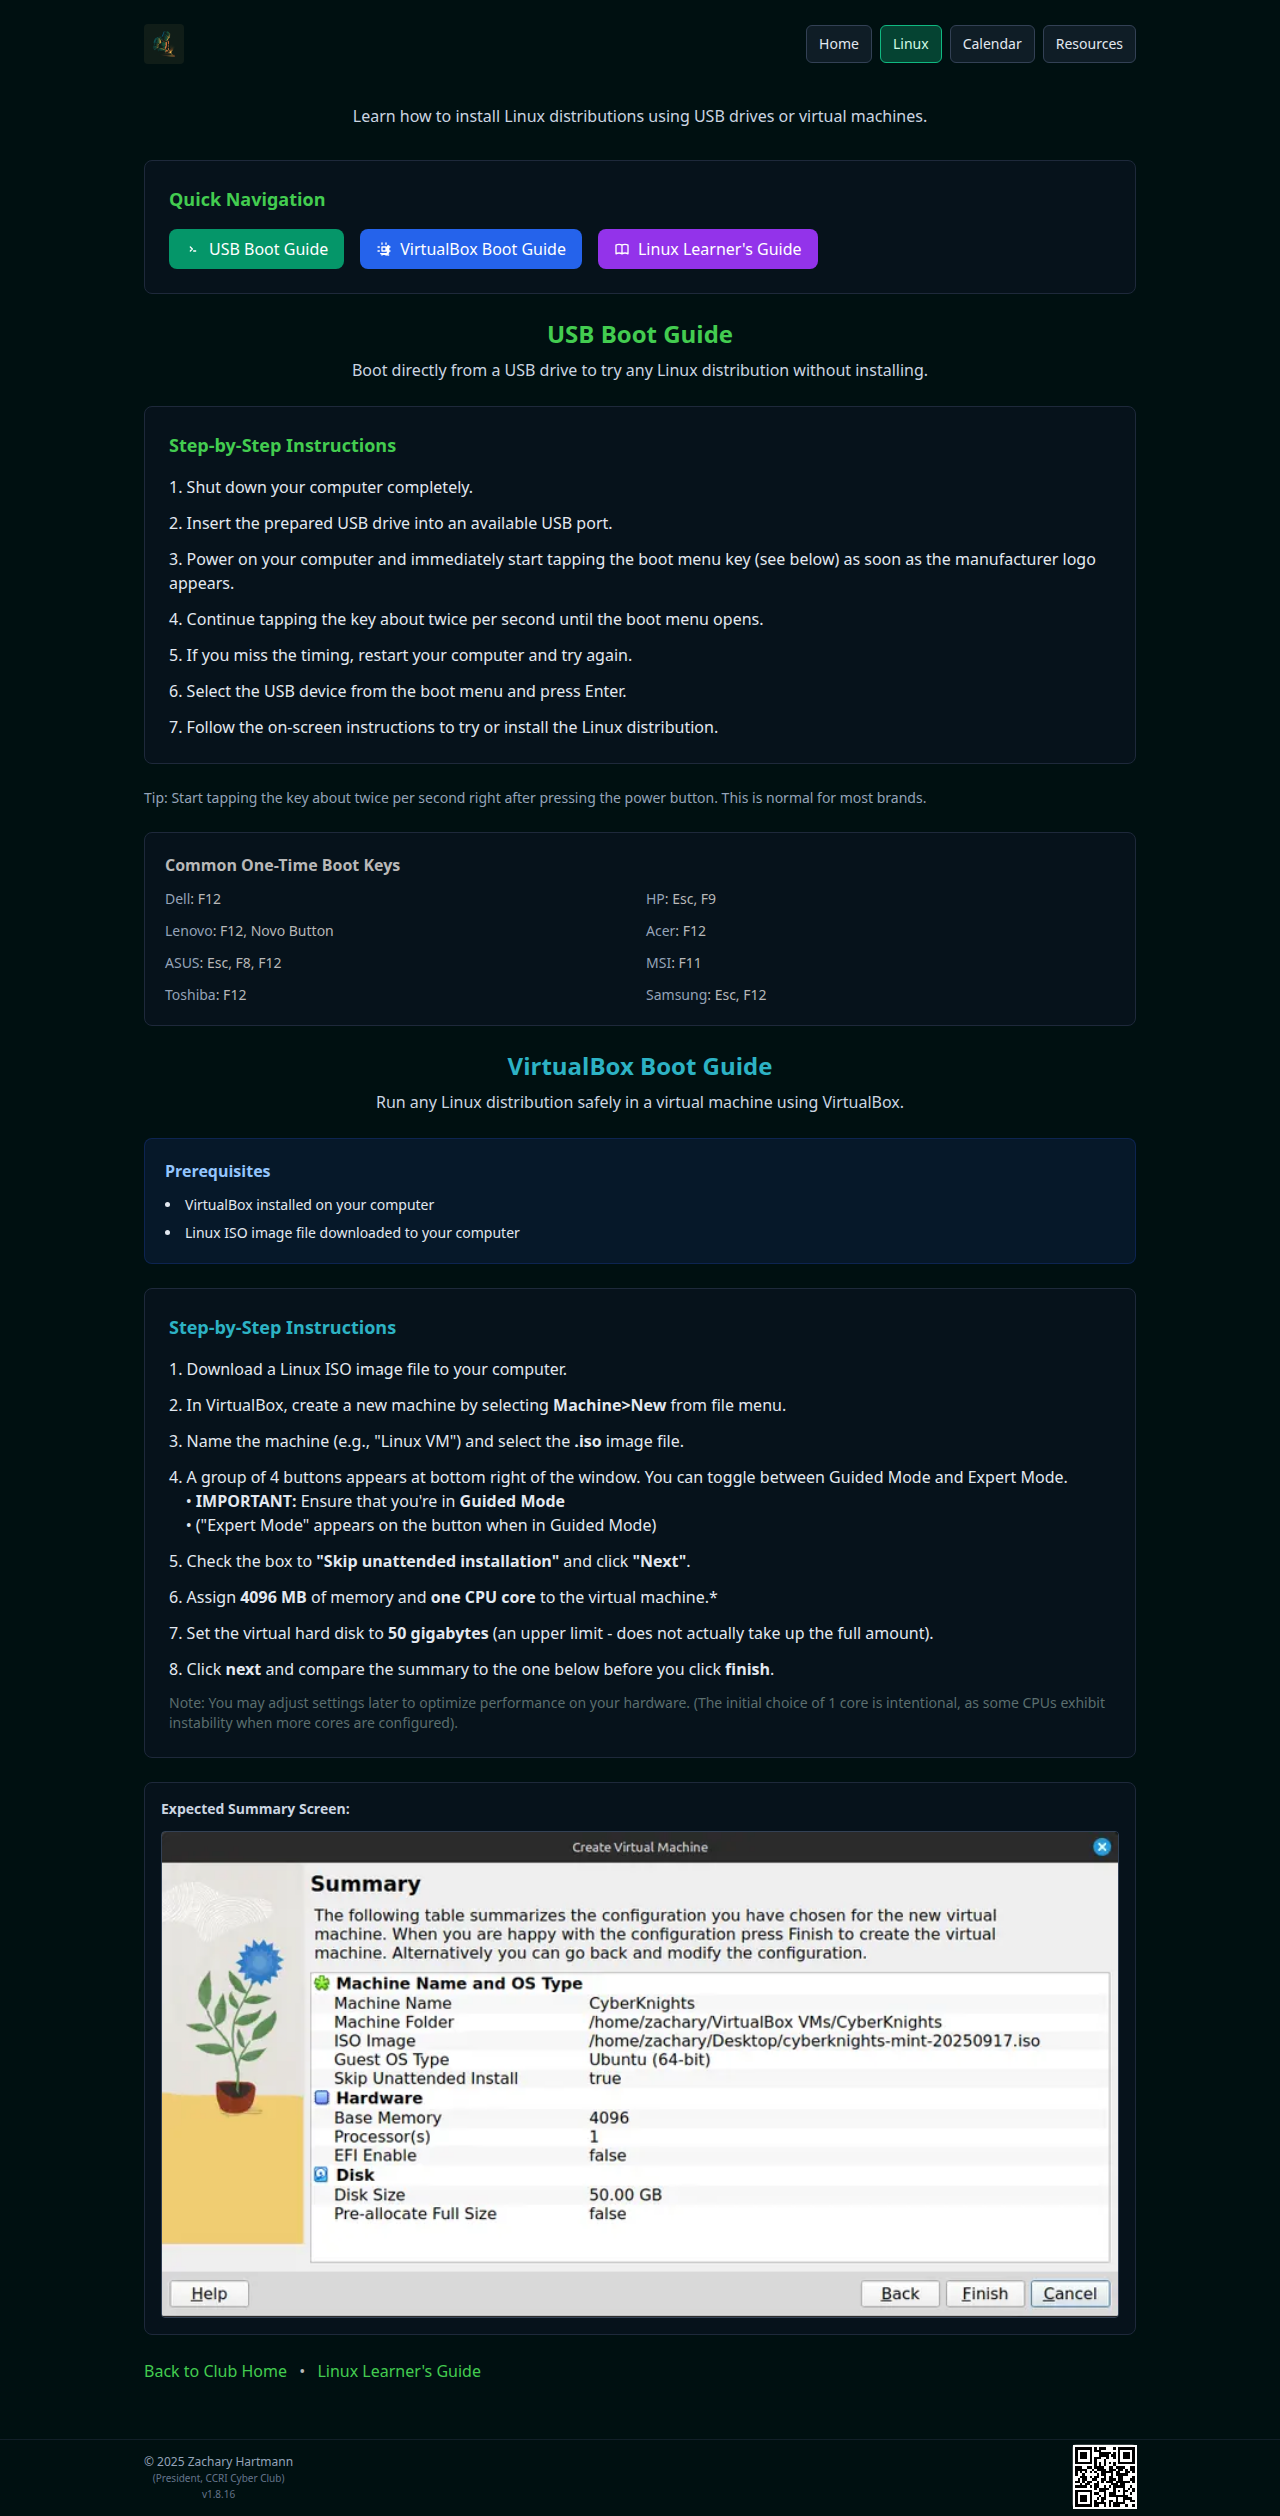 Home
Linux
Calendar
Resources
Learn how to install Linux distributions using USB drives or virtual machines.
Quick Navigation
USB Boot Guide
VirtualBox Boot Guide
Linux Learner's Guide
USB Boot Guide
Boot directly from a USB drive to try any Linux distribution without installing.
Step-by-Step Instructions
1. Shut down your computer completely.
2. Insert the prepared USB drive into an available USB port.
3. Power on your computer and immediately start tapping the boot menu key (see below) as soon as the manufacturer logo
appears.
4. Continue tapping the key about twice per second until the boot menu opens.
5. If you miss the timing, restart your computer and try again.
6. Select the USB device from the boot menu and press Enter.
7. Follow the on-screen instructions to try or install the Linux distribution.
Tip: Start tapping the key about twice per second right after pressing the power button. This is normal for most brands.
Common One-Time Boot Keys
Dell: F12
HP: Esc, F9
Lenovo: F12, Novo Button
Acer: F12
ASUS: Esc, F8, F12
MSI: F11
Toshiba: F12
Samsung: Esc, F12
VirtualBox Boot Guide
Run any Linux distribution safely in a virtual machine using VirtualBox.
Prerequisites
• VirtualBox installed on your computer
• Linux ISO image file downloaded to your computer
Step-by-Step Instructions
1. Download a Linux ISO image file to your computer.
2. In VirtualBox, create a new machine by selecting Machine>New from file menu.
3. Name the machine (e.g., "Linux VM") and select the .iso image file.
4. A group of 4 buttons appears at bottom right of the window. You can toggle between Guided Mode and Expert Mode.
• IMPORTANT: Ensure that you're in Guided Mode
• ("Expert Mode" appears on the button when in Guided Mode)
5. Check the box to "Skip unattended installation" and click "Next".
6. Assign 4096 MB of memory and one CPU core to the virtual machine.*
7. Set the virtual hard disk to 50 gigabytes (an upper limit - does not actually take up the full amount).
8. Click next and compare the summary to the one below before you click finish.
Note: You may adjust settings later to optimize performance on your hardware. (The initial choice of 1 core is intentional, as some CPUs exhibit
instability when more cores are configured).
Expected Summary Screen:
Create Virtual Machine
Summary
The following table summarizes the configuration you have chosen for the new virtual
machine. When you are happy with the configuration press Finish to create the virtual
machine. Alternatively you can go back and modify the configuration.
Machine Name and OS Type
Machine Name CyberKnights
Machine Folder /home/zachary/VirtualBox VMs/CyberKnights
ISO Image /home/zachary/Desktop/cyberknights-mint-20250917.iso
Guest OS Type Ubuntu (64-bit)
Skip Unattended Install true
Hardware
Base Memory 4096
Processor(s) 1
EFI Enable false
Disk
Disk Size 50.00 GB
Pre-allocate Full Size false
Help
Back
Finish
Cancel
Back to Club Home • Linux Learner's Guide
© 2025 Zachary Hartmann
(President, CCRI Cyber Club)
v1.8.16